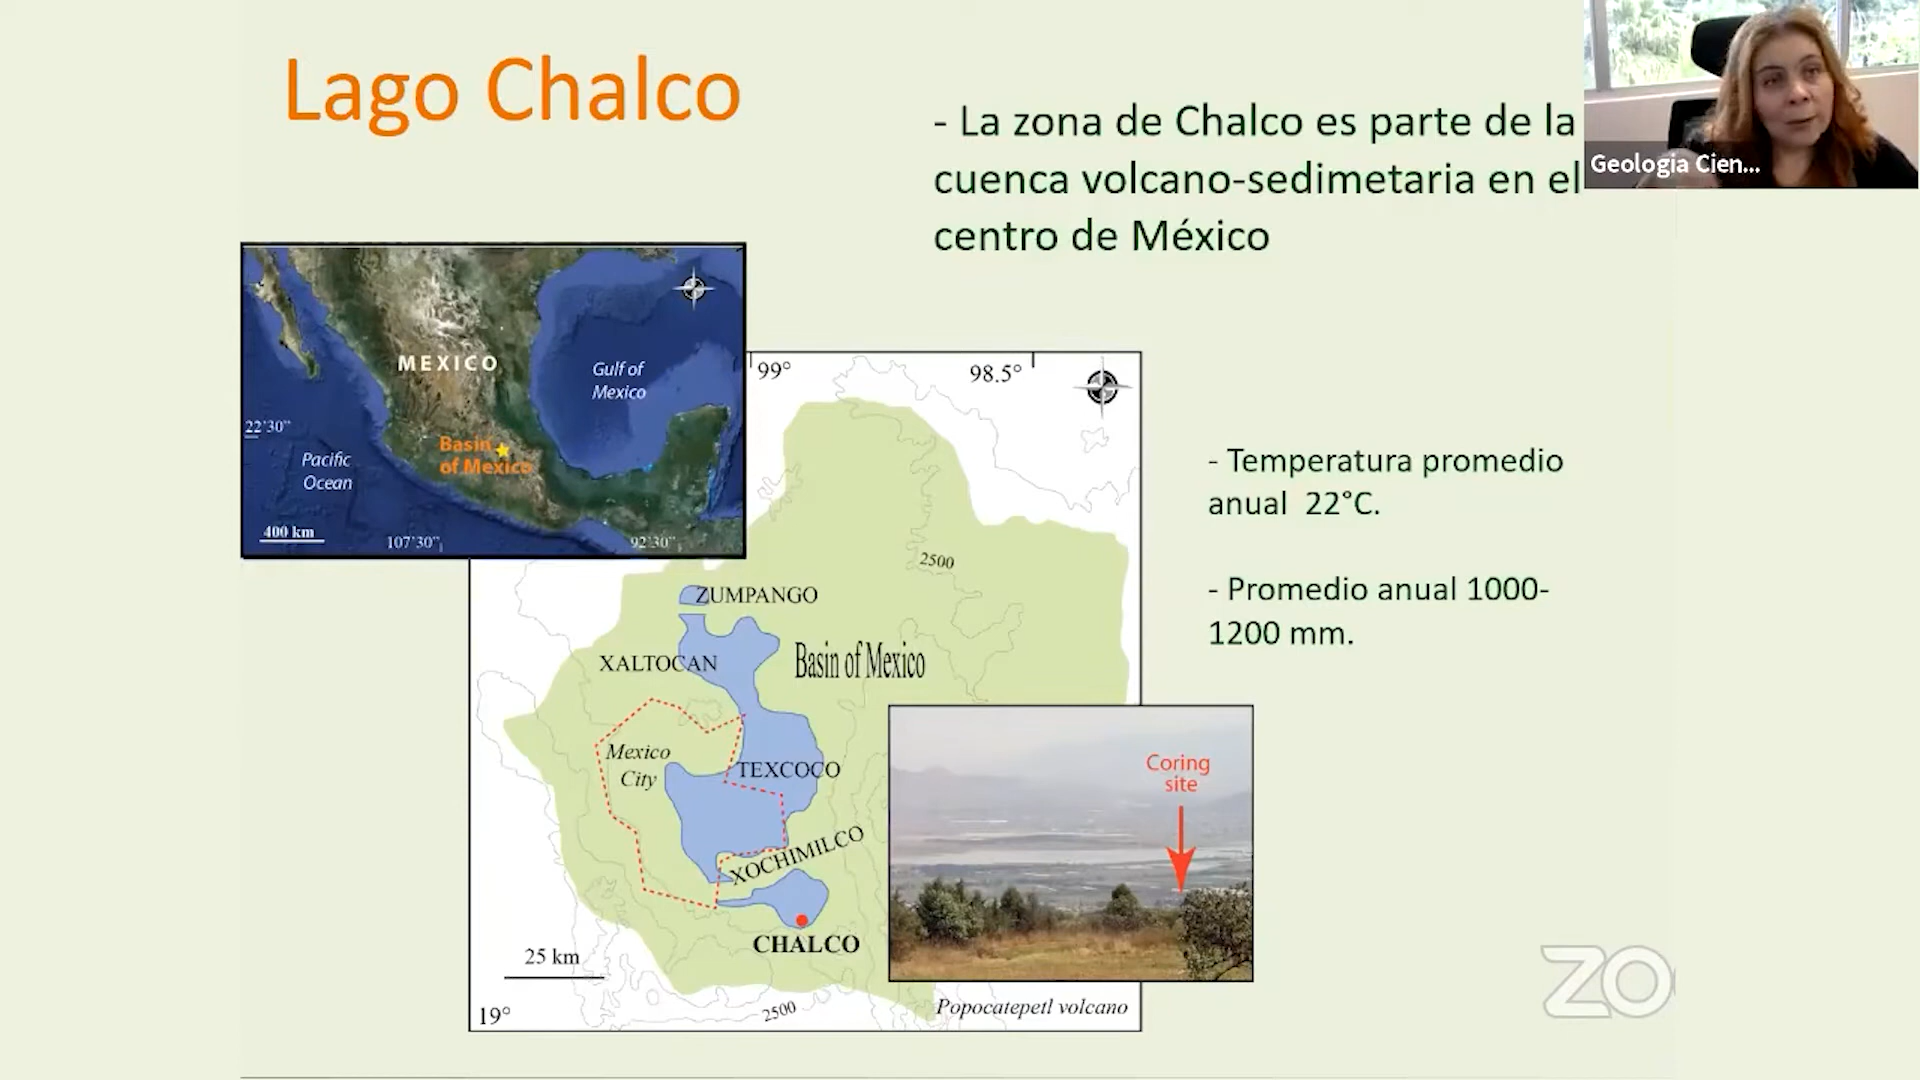 Lago Chalco
- La zona de Chalco es parte de la
cuenca volcano-sedimetaria en el
centro de México
Geologia Cien...
MEXICO
Gulf of
Mexico
22'30"
Basin
of Mexico
Pacific
Ocean
400 km
107'30"
92'30"
99°
98.5°
2500
- Temperatura promedio
anual 22°C.
- Promedio anual 1000-
1200 mm.
ZUMPANGO
XALTOCAN
Basin of Mexico
Mexico
City
TEXCOCO
XOCHIMILCO
CHALCO
Coring
site
25 km
19°
2500
Popocatepetl volcano
ZO